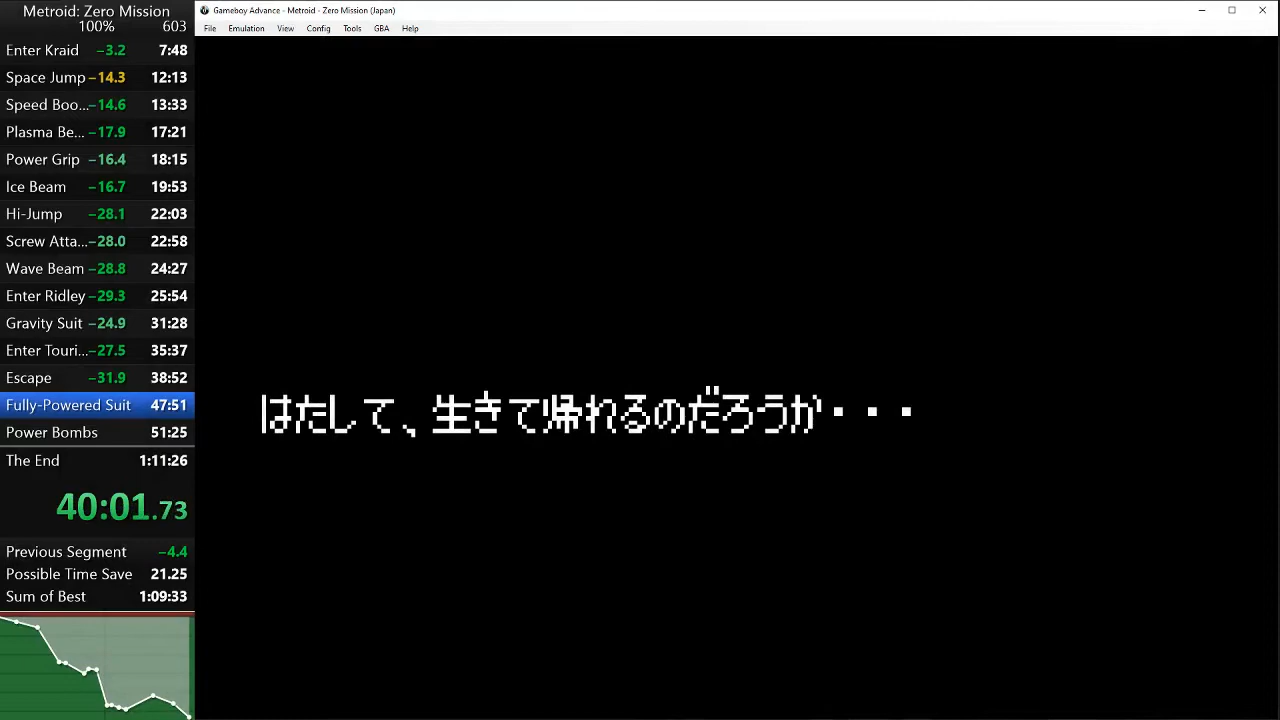 Metroid: Zero Mission
100% 603
Enter Kraid −3.2 7:48
Space Jump −14.3 12:13
Speed Boo... −14.6 13:33
Plasma Be... −17.9 17:21
Power Grip −16.4 18:15
Ice Beam −16.7 19:53
Hi-Jump −28.1 22:03
Screw Atta... −28.0 22:58
Wave Beam −28.8 24:27
Enter Ridley −29.3 25:54
Gravity Suit −24.9 31:28
Enter Touri... −27.5 35:37
Escape −31.9 38:52
Fully-Powered Suit 47:51
Power Bombs 51:25
The End 1:11:26
40:01.73
Previous Segment −4.4
Possible Time Save 21.25
Sum of Best 1:09:33
Gameboy Advance - Metroid - Zero Mission (Japan)
File Emulation View Config Tools GBA Help
はたして、生きて帰れるのだろうか・・・